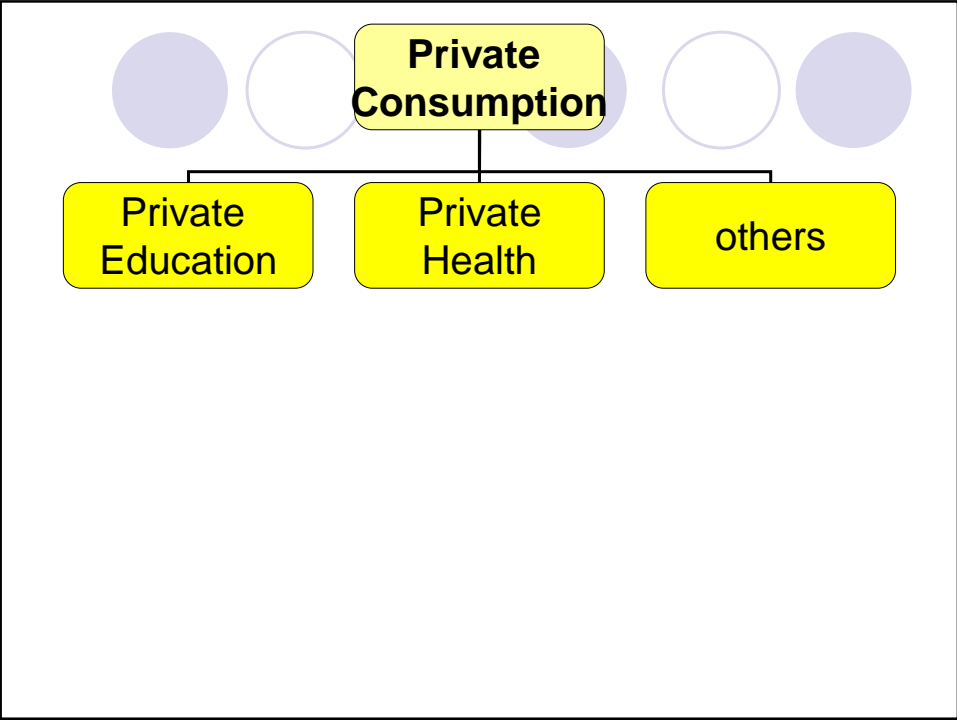 Private
Consumption
Private
Education
Private
Health
others